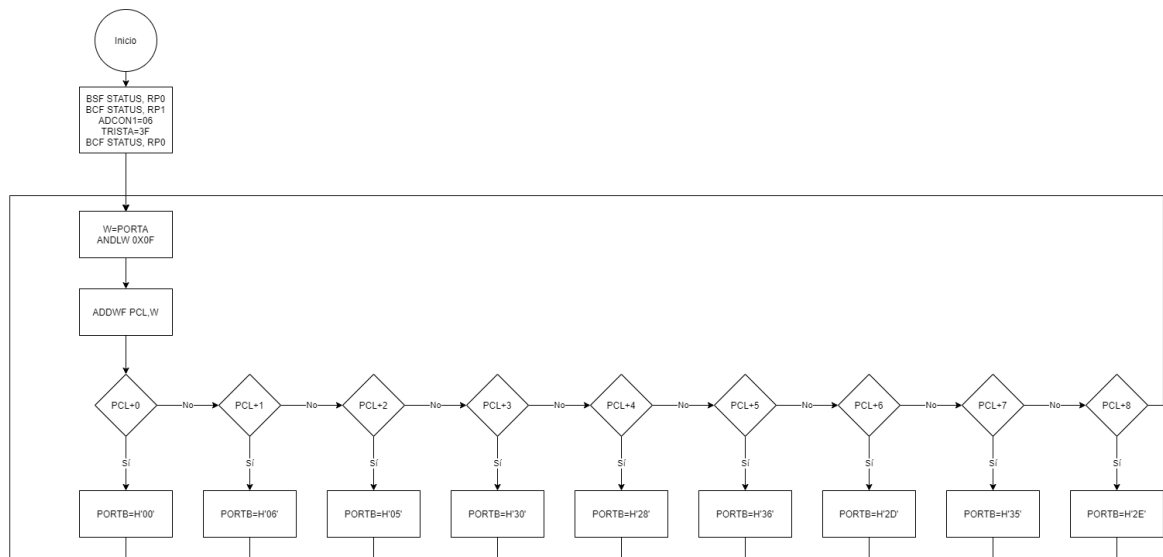 Inicio
BSF STATUS, RP0
BCF STATUS, RP1
ADCON1=06
TRISTA=3F
BCF STATUS, RP0
W=PORTA
ANDLW 0X0F
ADDWF PCL,W
PCL+0
No
PCL+1
No
PCL+2
No
PCL+3
No
PCL+4
No
PCL+5
No
PCL+6
No
PCL+7
No
PCL+8
Sí
Sí
Sí
Sí
Sí
Sí
Sí
Sí
Sí
PORTB=H'00'
PORTB=H'06'
PORTB=H'05'
PORTB=H'30'
PORTB=H'28'
PORTB=H'36'
PORTB=H'2D'
PORTB=H'35'
PORTB=H'2E'